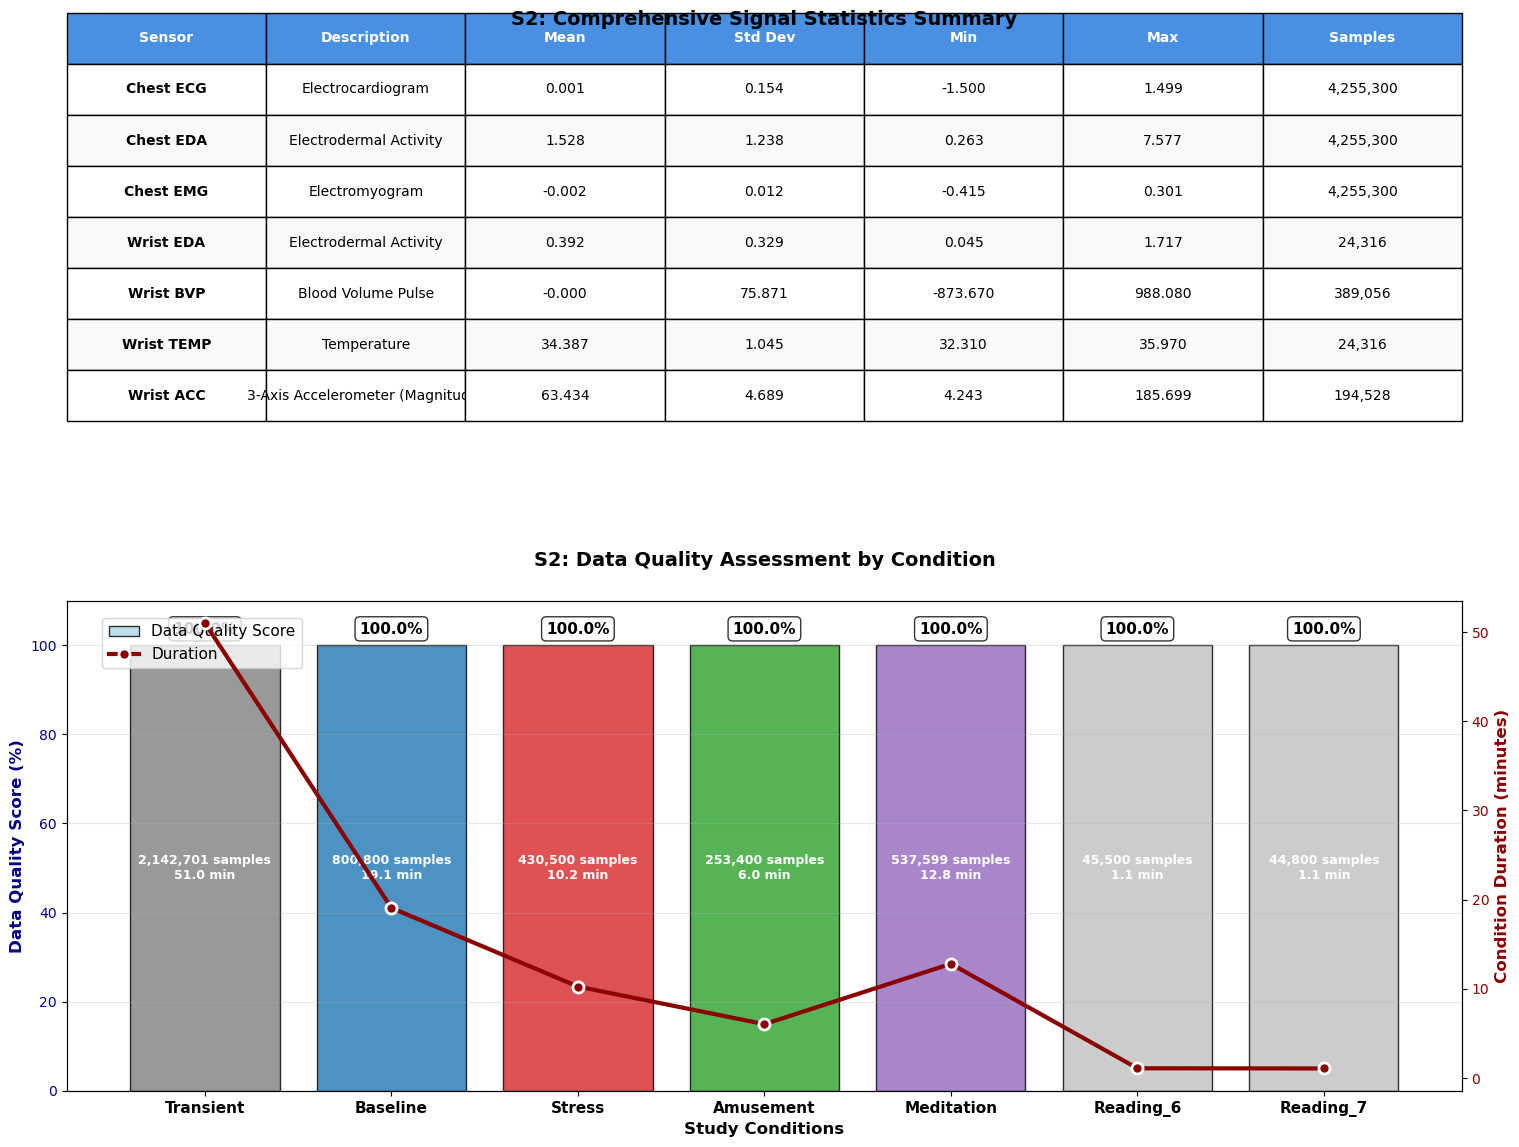 S2: Comprehensive Signal Statistics Summary
Sensor Description Mean Std Dev Min Max Samples
Chest ECG Electrocardiogram 0.001 0.154 -1.500 1.499 4,255,300
Chest EDA Electrodermal Activity 1.528 1.238 0.263 7.577 4,255,300
Chest EMG Electromyogram -0.002 0.012 -0.415 0.301 4,255,300
Wrist EDA Electrodermal Activity 0.392 0.329 0.045 1.717 24,316
Wrist BVP Blood Volume Pulse -0.000 75.871 -873.670 988.080 389,056
Wrist TEMP Temperature 34.387 1.045 32.310 35.970 24,316
Wrist ACC 3-Axis Accelerometer (Magnitud 63.434 4.689 4.243 185.699 194,528
S2: Data Quality Assessment by Condition
Data Quality Score
Duration
100.0% 100.0% 100.0% 100.0% 100.0% 100.0%
100
80
60
40
20
0
Data Quality Score (%)
2,142,701 samples
51.0 min
800,800 samples
19.1 min
430,500 samples
10.2 min
253,400 samples
6.0 min
537,599 samples
12.8 min
45,500 samples
1.1 min
44,800 samples
1.1 min
50
40
30
20
10
0
Condition Duration (minutes)
Transient Baseline Stress Amusement Meditation Reading_6 Reading_7
Study Conditions